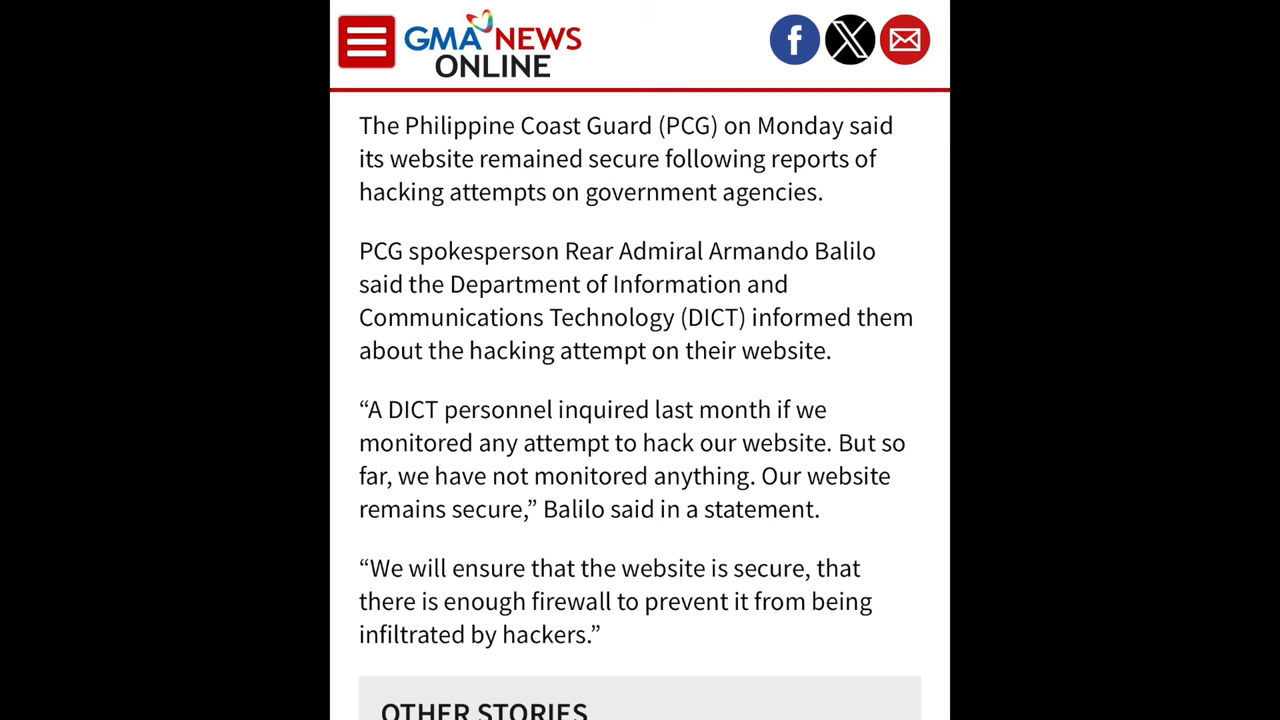 GMA NEWS
ONLINE
The Philippine Coast Guard (PCG) on Monday said
its website remained secure following reports of
hacking attempts on government agencies.
PCG spokesperson Rear Admiral Armando Balilo
said the Department of Information and
Communications Technology (DICT) informed them
about the hacking attempt on their website.
“A DICT personnel inquired last month if we
monitored any attempt to hack our website. But so
far, we have not monitored anything. Our website
remains secure,” Balilo said in a statement.
“We will ensure that the website is secure, that
there is enough firewall to prevent it from being
infiltrated by hackers.”
OTHER STORIES